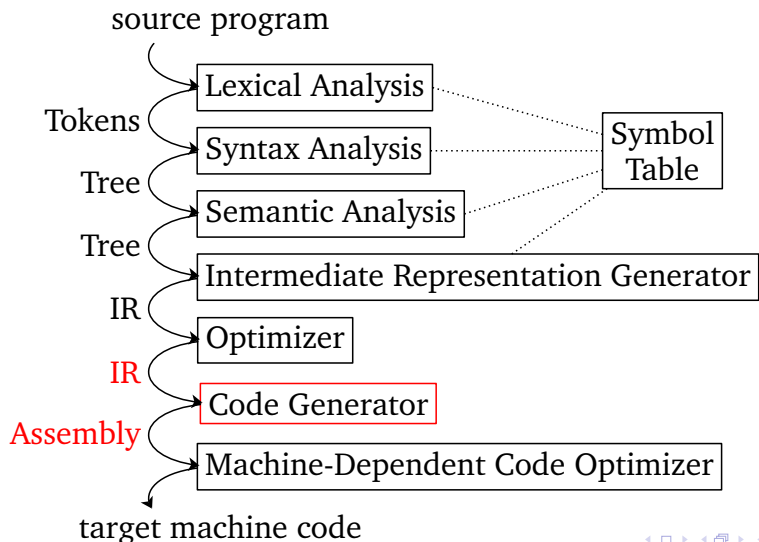 source program
Lexical Analysis
Tokens
Symbol
Table
Syntax Analysis
Tree
Semantic Analysis
Tree
Intermediate Representation Generator
IR
Optimizer
IR
Code Generator
Assembly
Machine-Dependent Code Optimizer
target machine code